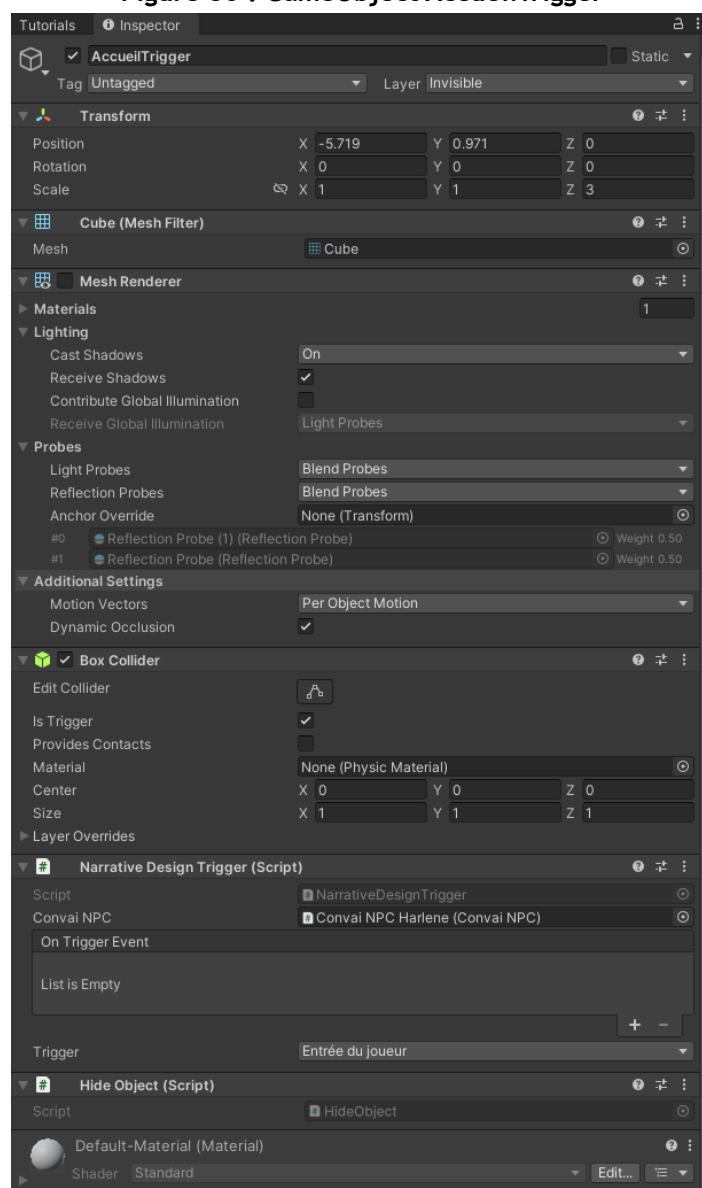 Tutorials Inspector
AccueilTrigger Static
Tag Untagged Layer Invisible
Transform
Position X -5.719 Y 0.971 Z 0
Rotation X 0 Y 0 Z 0
Scale X 1 Y 1 Z 3
Cube (Mesh Filter)
Mesh Cube
Mesh Renderer
Materials 1
Lighting
Cast Shadows On
Receive Shadows
Contribute Global Illumination
Receive Global Illumination Light Probes
Probes
Light Probes Blend Probes
Reflection Probes Blend Probes
Anchor Override None (Transform)
#0 Reflection Probe (1) (Reflection Probe) Weight 0.50
#1 Reflection Probe (Reflection Probe) Weight 0.50
Additional Settings
Motion Vectors Per Object Motion
Dynamic Occlusion
Box Collider
Edit Collider
Is Trigger
Provides Contacts
Material None (Physic Material)
Center X 0 Y 0 Z 0
Size X 1 Y 1 Z 1
Layer Overrides
# Narrative Design Trigger (Script)
Script # NarrativeDesignTrigger
Convai NPC # Convai NPC Harlene (Convai NPC)
On Trigger Event
List is Empty
+ -
Trigger Entrée du joueur
# Hide Object (Script)
Script # HideObject
Default-Material (Material)
Shader Standard Edit...